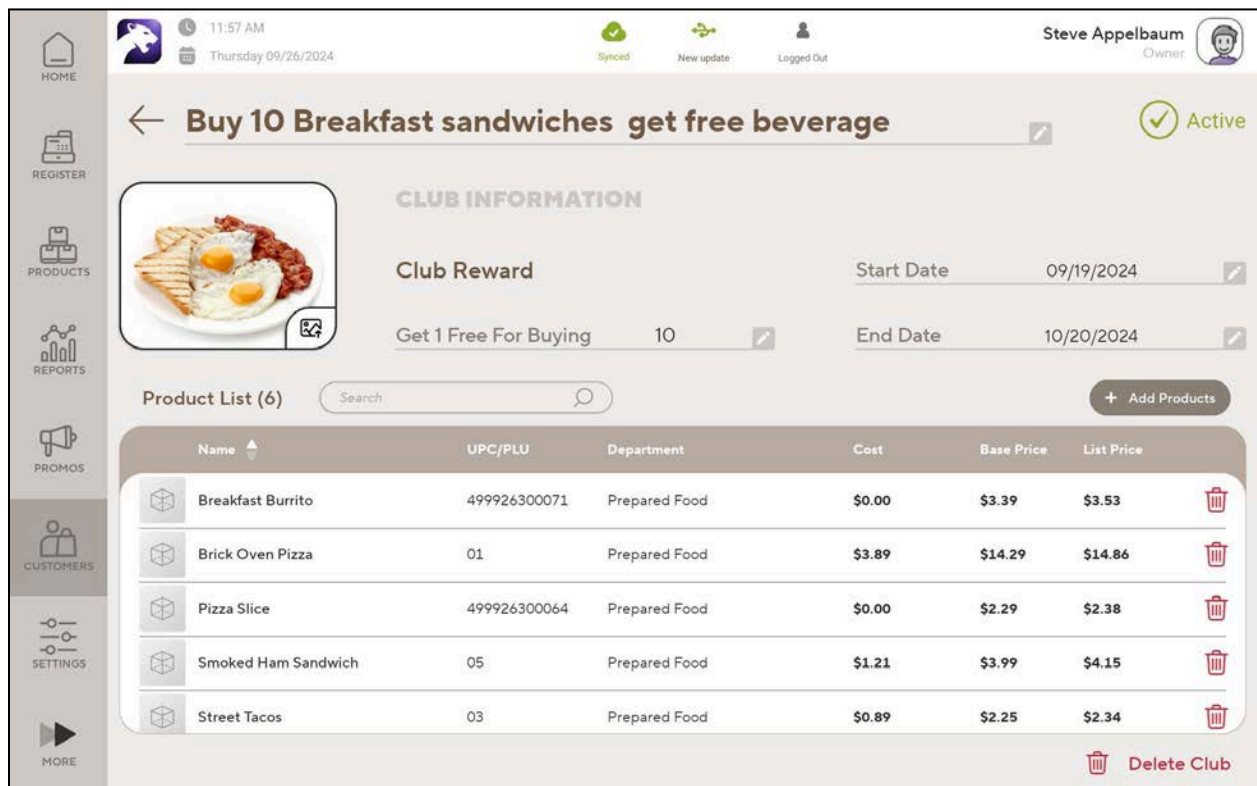 11:57 AM
Thursday 09/26/2024
Synced
New update
Logged Out
Steve Appelbaum
Owner
HOME
REGISTER
PRODUCTS
REPORTS
PROMOS
CUSTOMERS
SETTINGS
MORE
Buy 10 Breakfast sandwiches get free beverage
Active
CLUB INFORMATION
Club Reward
Start Date 09/19/2024
Get 1 Free For Buying 10
End Date 10/20/2024
Product List (6)
Search
+ Add Products
Name UPC/PLU Department Cost Base Price List Price
Breakfast Burrito 499926300071 Prepared Food $0.00 $3.39 $3.53
Brick Oven Pizza 01 Prepared Food $3.89 $14.29 $14.86
Pizza Slice 499926300064 Prepared Food $0.00 $2.29 $2.38
Smoked Ham Sandwich 05 Prepared Food $1.21 $3.99 $4.15
Street Tacos 03 Prepared Food $0.89 $2.25 $2.34
Delete Club